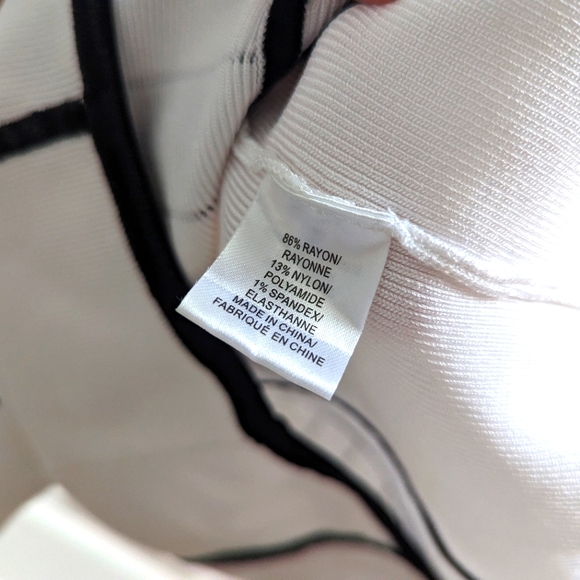 86% RAYON/
RAYONNE
13% NYLON/
POLYAMIDE
1% SPANDEX/
ELASTHANNE
MADE IN CHINA/
FABRIQUÉ EN CHINE